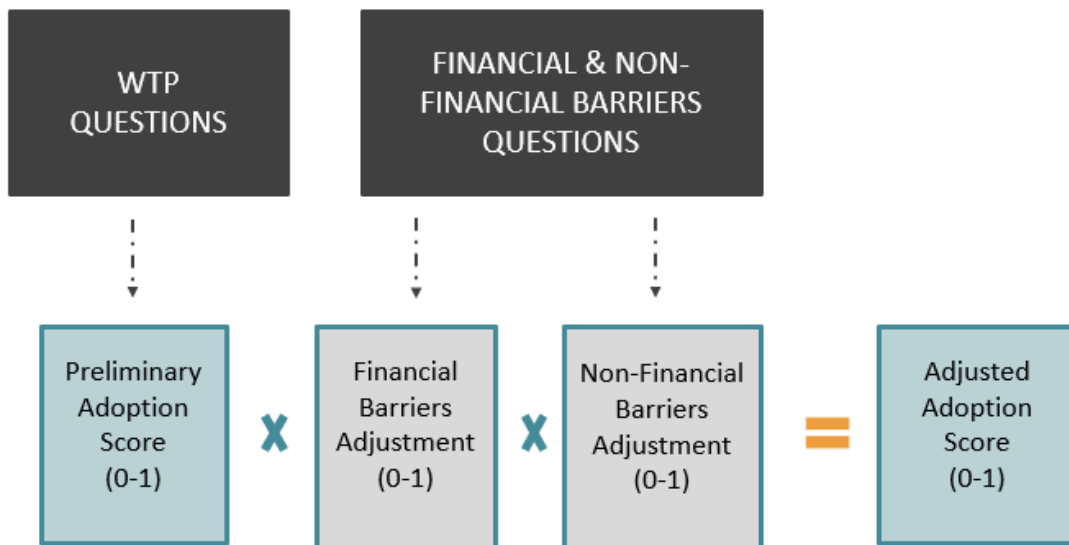 WTP
QUESTIONS
FINANCIAL & NON-
FINANCIAL BARRIERS
QUESTIONS
Preliminary
Adoption
Score
(0-1)
x
Financial
Barriers
Adjustment
(0-1)
x
Non-Financial
Barriers
Adjustment
(0-1)
=
Adjusted
Adoption
Score
(0-1)